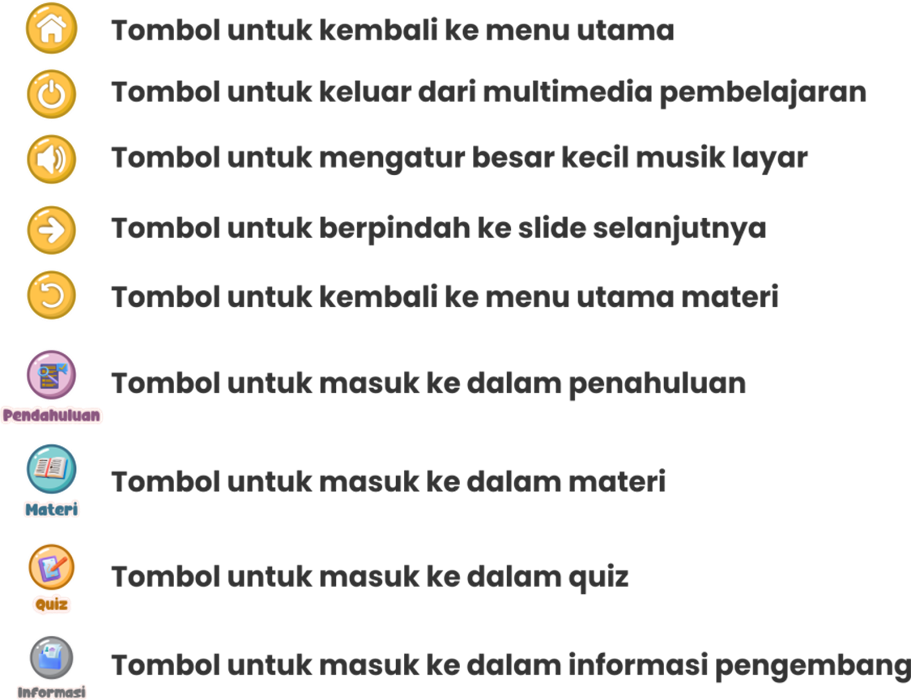 Tombol untuk kembali ke menu utama
Tombol untuk keluar dari multimedia pembelajaran
Tombol untuk mengatur besar kecil musik layar
Tombol untuk berpindah ke slide selanjutnya
Tombol untuk kembali ke menu utama materi
Tombol untuk masuk ke dalam penahuluan
Pendahuluan
Tombol untuk masuk ke dalam materi
Materi
Tombol untuk masuk ke dalam quiz
Quiz
Tombol untuk masuk ke dalam informasi pengembang
Informasi